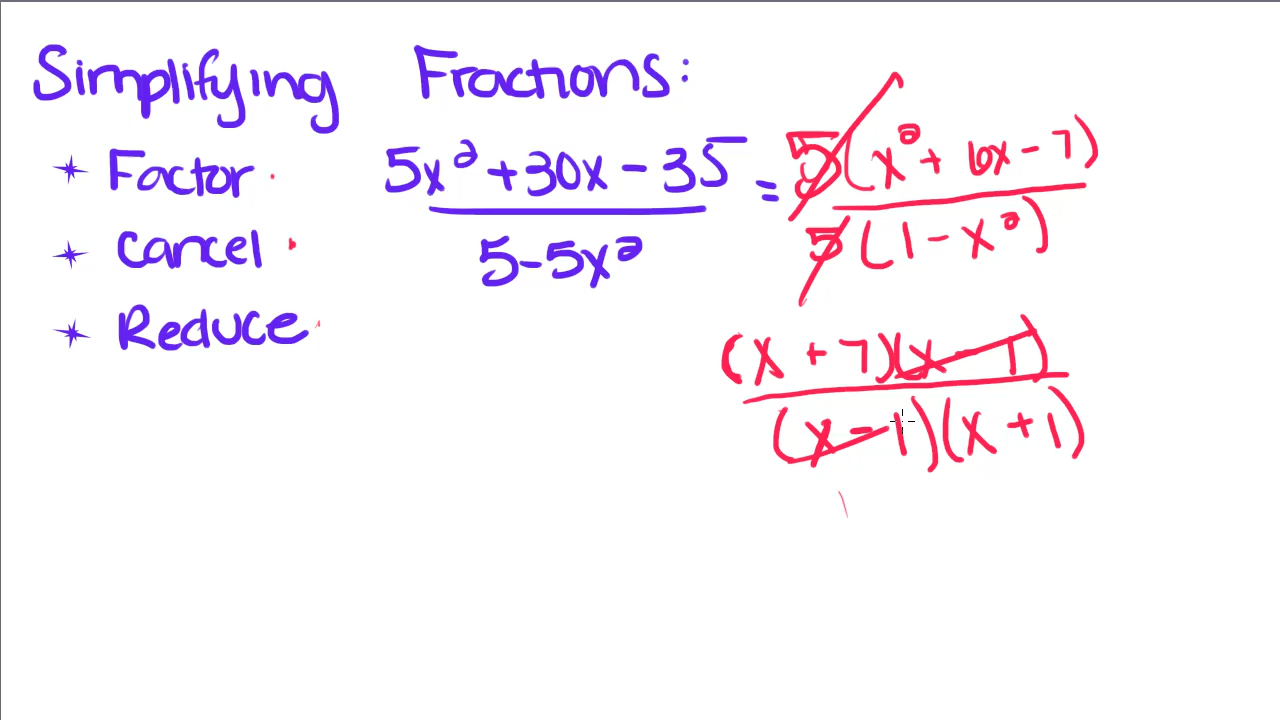 Simplifying Fractions:
* Factor
* Cancel
* Reduce
5x² + 30x - 35
5 - 5x²
= 5(x² + 6x - 7)
5(1 - x²)
(x + 7)(x - 1)
(x - 1)(x + 1)